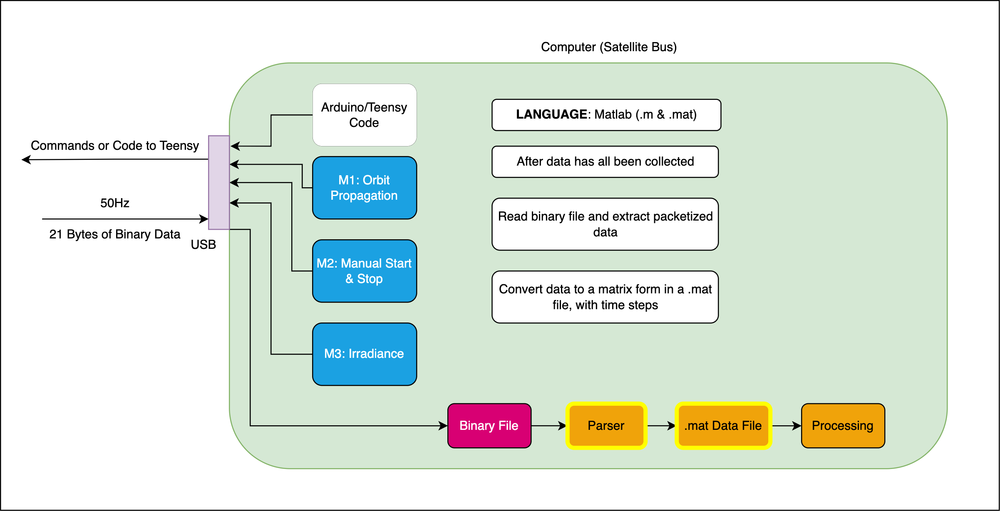 Computer (Satellite Bus)
Arduino/Teensy
Code
LANGUAGE: Matlab (.m & .mat)
Commands or Code to Teensy
After data has all been collected
M1: Orbit
Propagation
50Hz
21 Bytes of Binary Data
USB
Read binary file and extract packetized
data
M2: Manual Start
& Stop
Convert data to a matrix form in a .mat
file, with time steps
M3: Irradiance
Binary File
Parser
.mat Data File
Processing